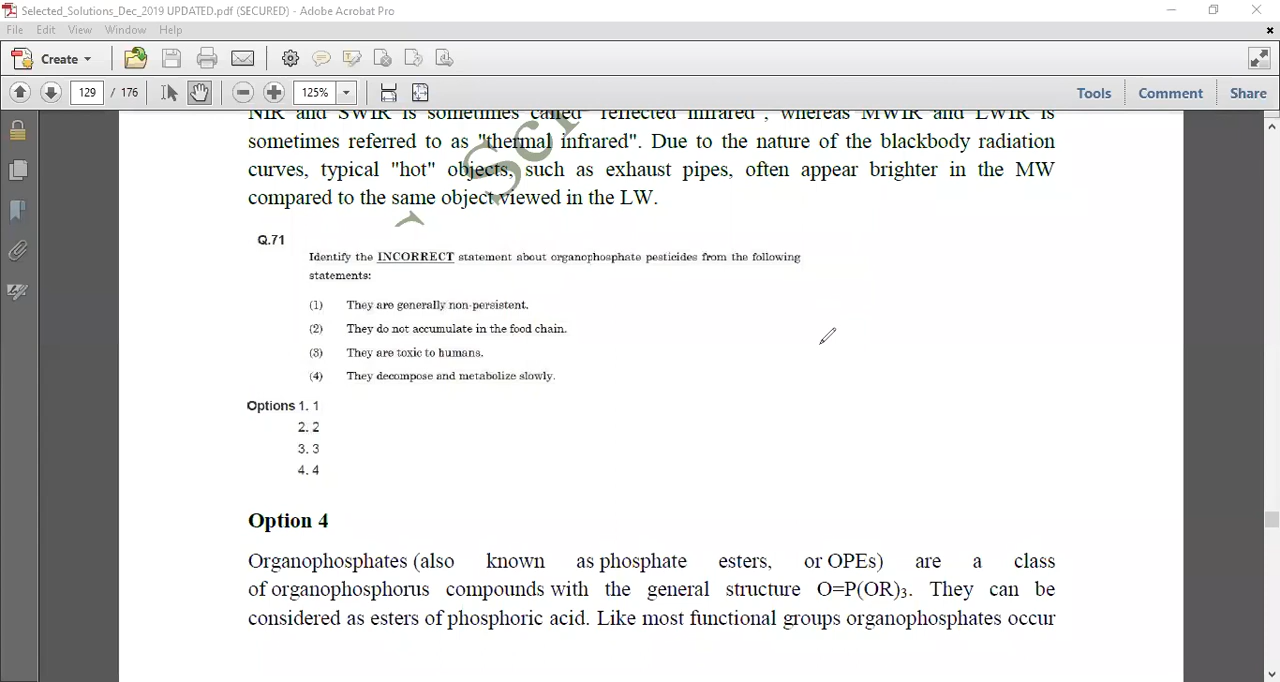 Selected_Solutions_Dec_2019 UPDATED.pdf (SECURED) - Adobe Acrobat Pro
File Edit View Window Help
Create
129 / 176 125% Tools Comment Share
NIR and SWIR is sometimes called "reflected infrared", whereas MWIR and LWIR is
sometimes referred to as "thermal infrared". Due to the nature of the blackbody radiation
curves, typical "hot" objects, such as exhaust pipes, often appear brighter in the MW
compared to the same object viewed in the LW.
Q.71
Identify the INCORRECT statement about organophosphate pesticides from the following
statements:
(1) They are generally non-persistent.
(2) They do not accumulate in the food chain.
(3) They are toxic to humans.
(4) They decompose and metabolize slowly.
Options 1. 1
2. 2
3. 3
4. 4
Option 4
Organophosphates (also known as phosphate esters, or OPEs) are a class
of organophosphorus compounds with the general structure O=P(OR)₃. They can be
considered as esters of phosphoric acid. Like most functional groups organophosphates occur